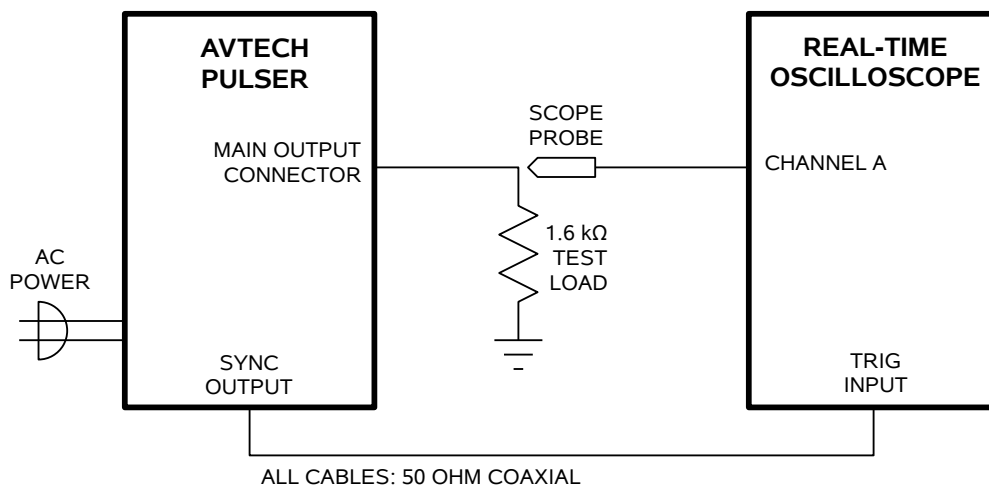 AVTECH
PULSER
REAL-TIME
OSCILLOSCOPE
SCOPE
PROBE
MAIN OUTPUT
CONNECTOR
CHANNEL A
1.6 kΩ
TEST
LOAD
AC
POWER
SYNC
OUTPUT
TRIG
INPUT
ALL CABLES: 50 OHM COAXIAL